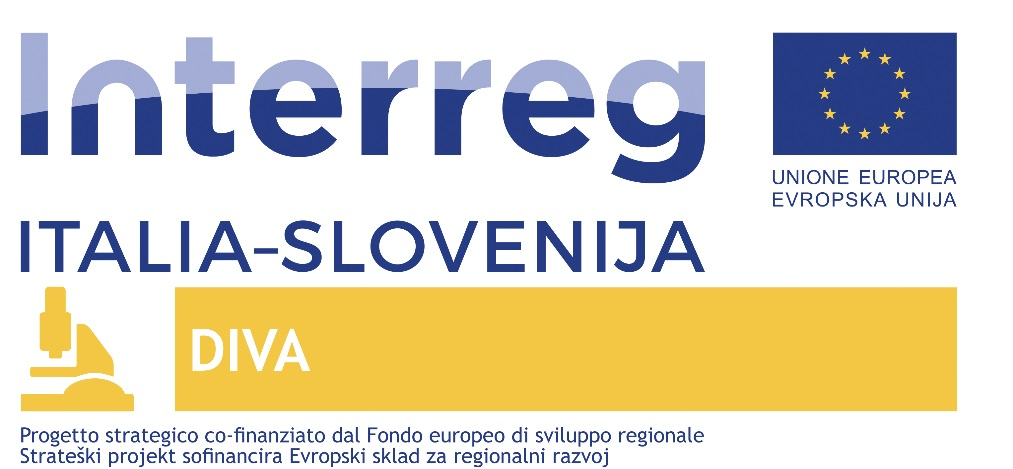 Interreg
UNIONE EUROPEA
EVROPSKA UNIJA
ITALIA-SLOVENIJA
DIVA
Progetto strategico co-finanziato dal Fondo europeo di sviluppo regionale
Strateški projekt sofinancira Evropski sklad za regionalni razvoj